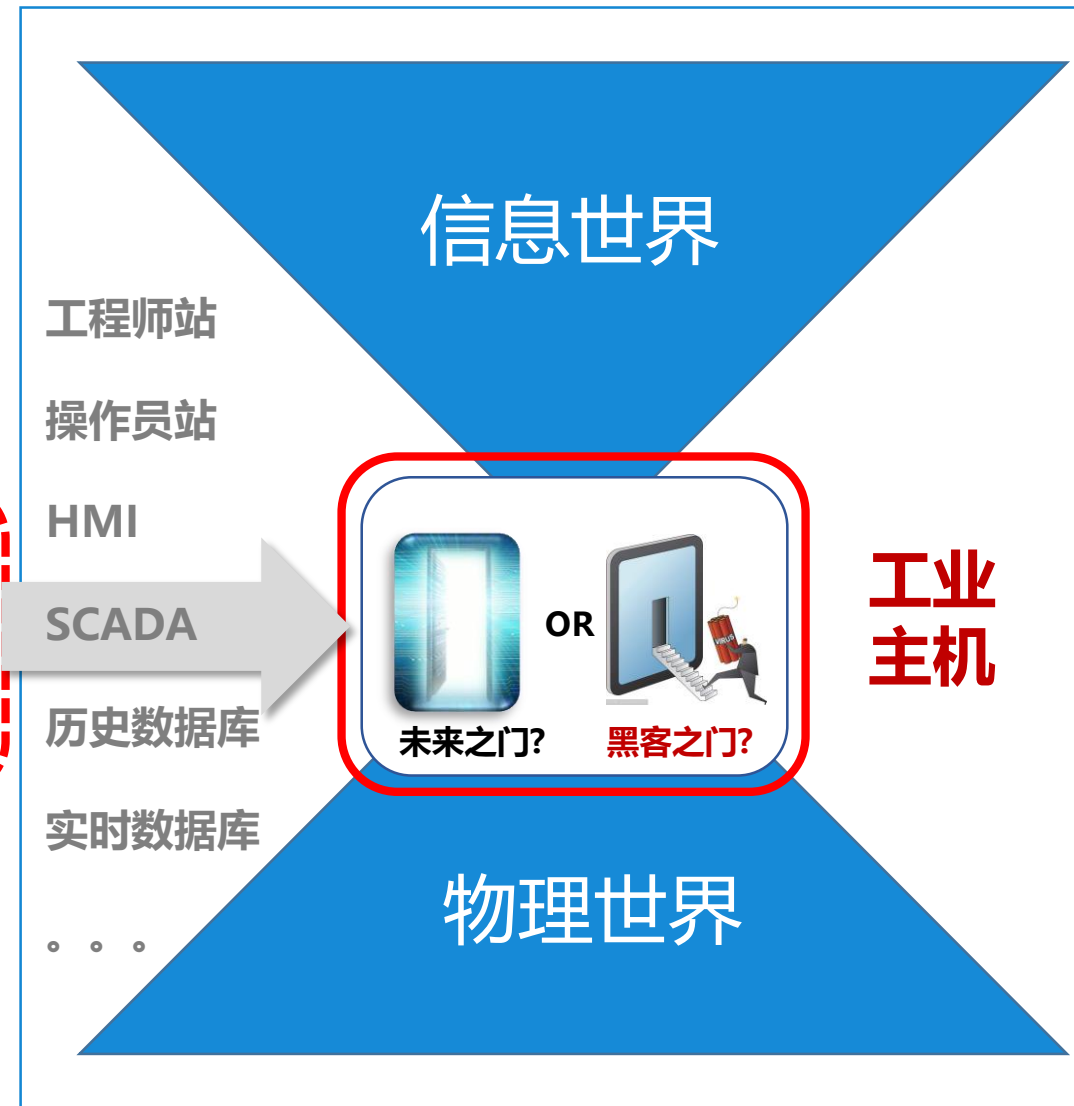 信息世界
工程师站
操作员站
HMI
SCADA
历史数据库
实时数据库
。。。
OR
VIRUS
未来之门?
黑客之门?
工业
主机
物理世界